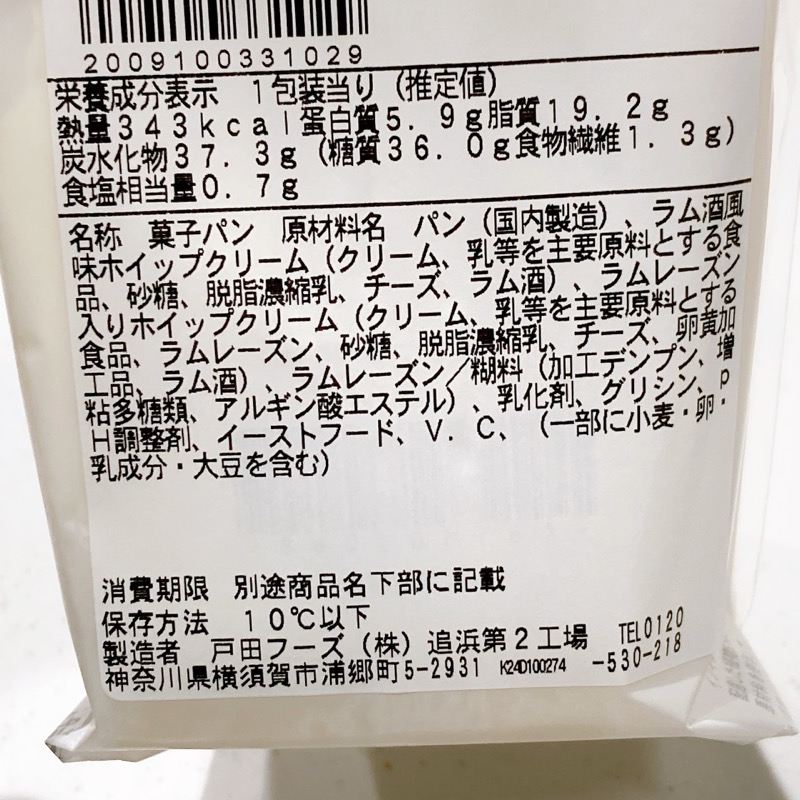 2009100331029
栄養成分表示 1包装当り（推定値）
熱量343kcal蛋白質5.9g脂質19.2g
炭水化物37.3g（糖質36.0g食物繊維1.3g）
食塩相当量0.7g
名称 菓子パン 原材料名 パン（国内製造）、ラム酒風
味ホイップクリーム（クリーム、乳等を主要原料とする食
品、砂糖、脱脂濃縮乳、チーズ、ラム酒）、ラムレーズン
入りホイップクリーム（クリーム、乳等を主要原料とする
食品、ラムレーズン、砂糖、脱脂濃縮乳、チーズ、卵黄加
工品、ラム酒）、ラムレーズン／糊料（加工デンプン、増
粘多糖類、アルギン酸エステル）、乳化剤、グリシン、p
H調整剤、イーストフード、V．C、（一部に小麦・卵・
乳成分・大豆を含む）
消費期限 別途商品名下部に記載
保存方法 10℃以下
製造者 戸田フーズ（株）追浜第2工場 TEL0120
神奈川県横須賀市浦郷町5-2931 K24D100274 -530-218